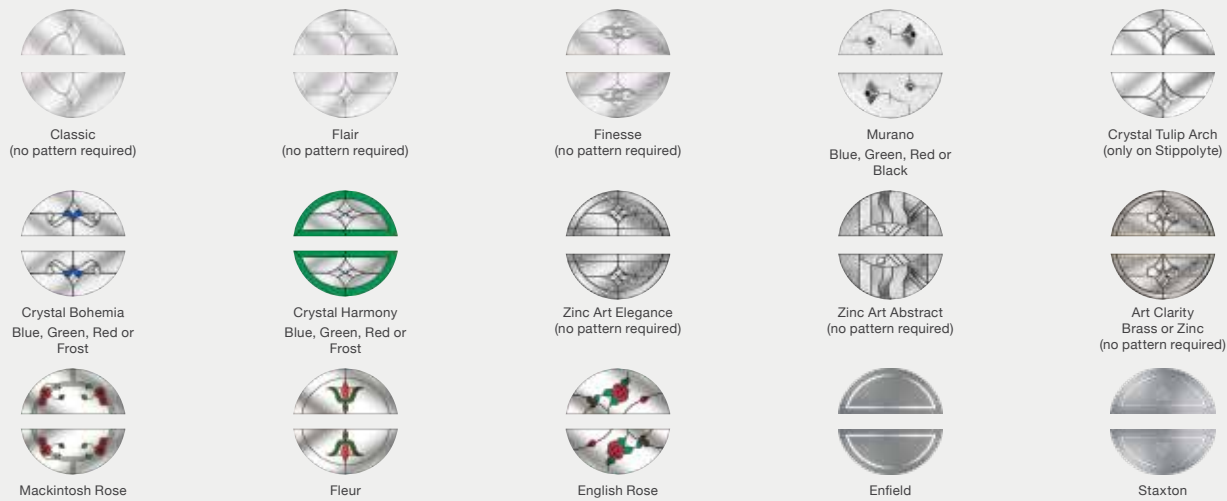 Classic
(no pattern required)
Flair
(no pattern required)
Finesse
(no pattern required)
Murano
Blue, Green, Red or
Black
Crystal Tulip Arch
(only on Stippolyte)
Crystal Bohemia
Blue, Green, Red or
Frost
Crystal Harmony
Blue, Green, Red or
Frost
Zinc Art Elegance
(no pattern required)
Zinc Art Abstract
(no pattern required)
Art Clarity
Brass or Zinc
(no pattern required)
Mackintosh Rose
Fleur
English Rose
Enfield
Staxton